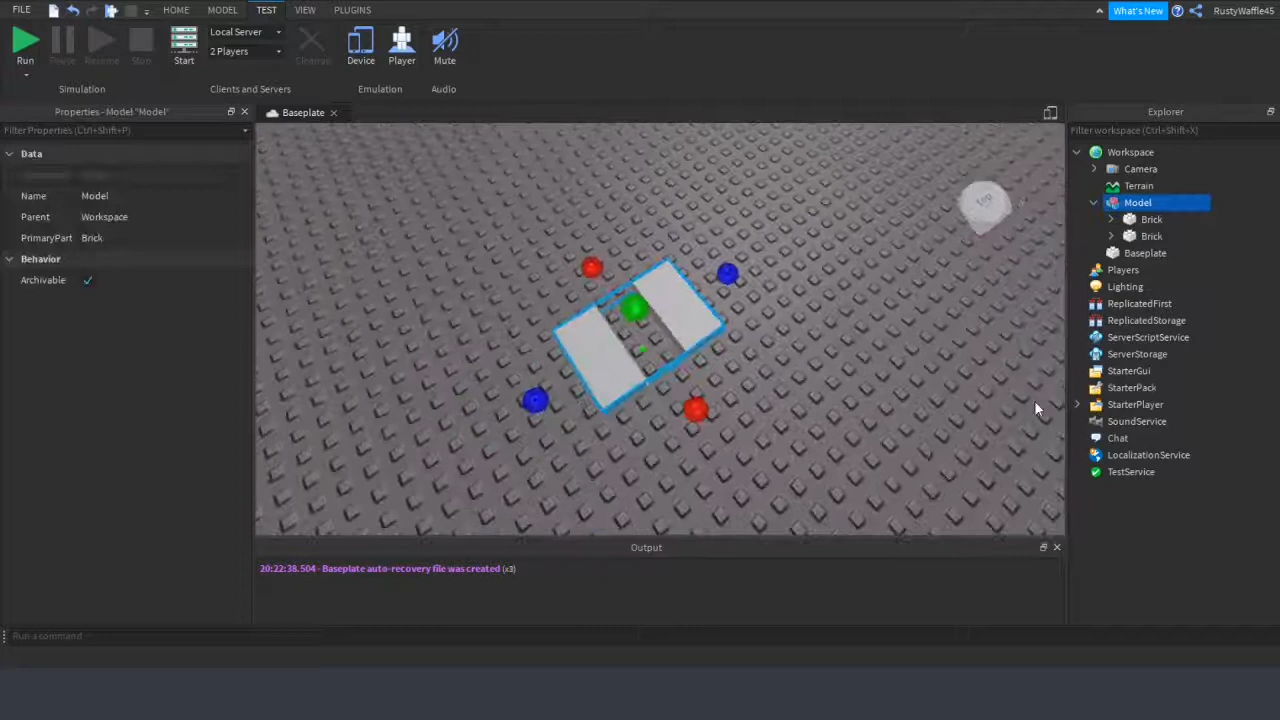 FILE HOME MODEL TEST VIEW PLUGINS What's New RustyWaffle45
Local Server
2 Players
Run Pause Resume Stop Start Cleanup Device Player Mute
Simulation Clients and Servers Emulation Audio
Properties - Model "Model"
Filter Properties (Ctrl+Shift+P)
Data
Name Model
Parent Workspace
PrimaryPart Brick
Behavior
Archivable
Baseplate
Top
Output
20:22:38.504 - Baseplate auto-recovery file was created (x3)
Explorer
Filter workspace (Ctrl+Shift+X)
Workspace
Camera
Terrain
Model
Brick
Brick
Baseplate
Players
Lighting
ReplicatedFirst
ReplicatedStorage
ServerScriptService
ServerStorage
StarterGui
StarterPack
StarterPlayer
SoundService
Chat
LocalizationService
TestService
Run a command